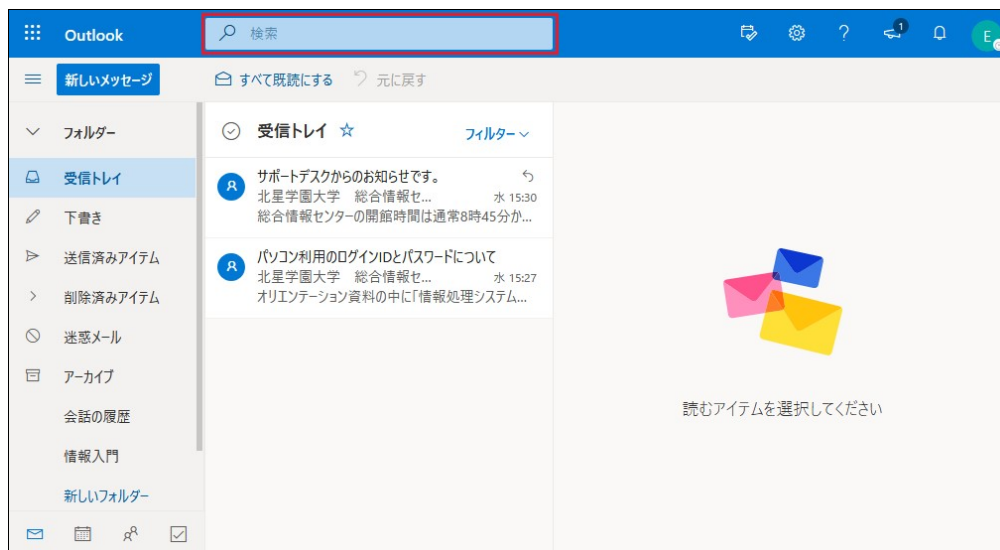 Outlook
検索
1
E
新しいメッセージ
すべて既読にする
元に戻す
フォルダー
受信トレイ
下書き
送信済みアイテム
削除済みアイテム
迷惑メール
アーカイブ
会話の履歴
情報入門
新しいフォルダー
受信トレイ
フィルター
R
サポートデスクからのお知らせです。
北星学園大学 総合情報セ... 水 15:30
総合情報センターの開館時間は通常8時45分か...
R
パソコン利用のログインIDとパスワードについて
北星学園大学 総合情報セ... 水 15:27
オリエンテーション資料の中に「情報処理システム...
読むアイテムを選択してください